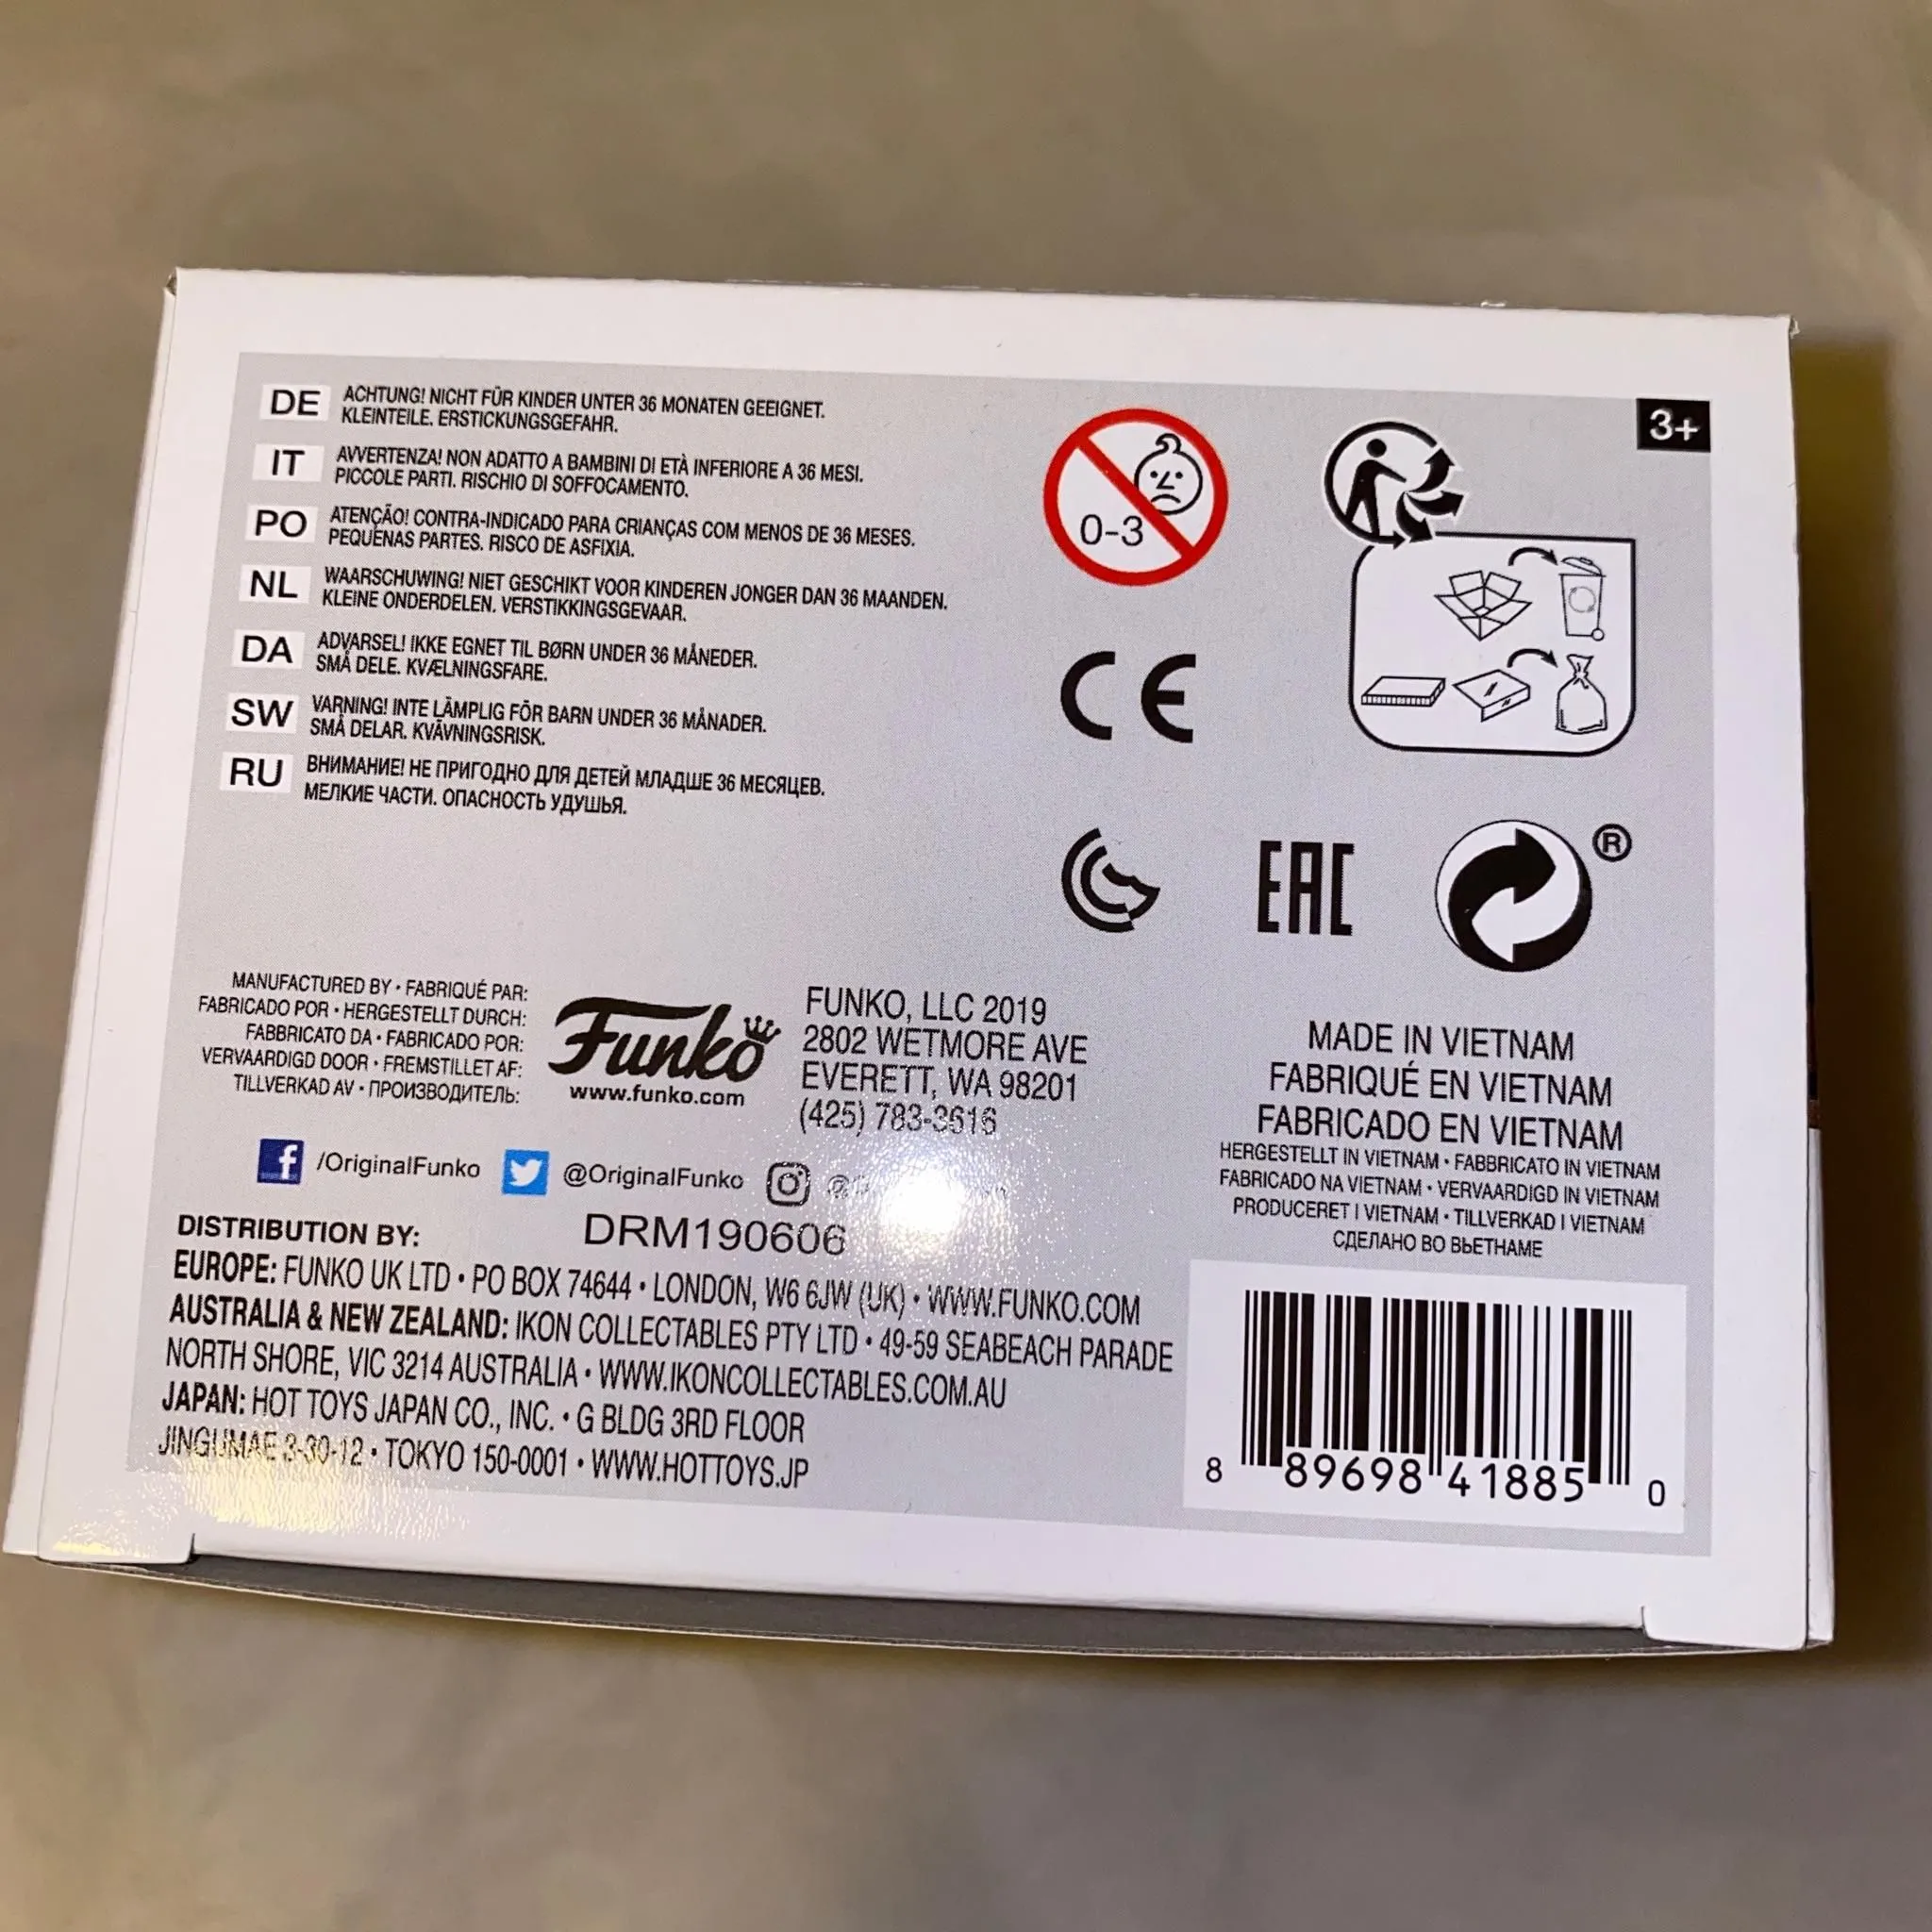 DE ACHTUNG! NICHT FÜR KINDER UNTER 36 MONATEN GEEIGNET.
KLEINTEILE. ERSTICKUNGSGEFAHR.
IT AVVERTENZA! NON ADATTO A BAMBINI DI ETÀ INFERIORE A 36 MESI.
PICCOLE PARTI. RISCHIO DI SOFFOCAMENTO.
PO ATENÇÃO! CONTRA-INDICADO PARA CRIANÇAS COM MENOS DE 36 MESES.
PEQUENAS PARTES. RISCO DE ASFIXIA.
NL WAARSCHUWING! NIET GESCHIKT VOOR KINDEREN JONGER DAN 36 MAANDEN.
KLEINE ONDERDELEN. VERSTIKKINGSGEVAAR.
DA ADVARSEL! IKKE EGNET TIL BØRN UNDER 36 MÅNEDER.
SMÅ DELE. KVÆLNINGSFARE.
SW VARNING! INTE LÄMPLIG FÖR BARN UNDER 36 MÅNADER.
SMÅ DELAR. KVÄVNINGSRISK.
RU ВНИМАНИЕ! НЕ ПРИГОДНО ДЛЯ ДЕТЕЙ МЛАДШЕ 36 МЕСЯЦЕВ.
МЕЛКИЕ ЧАСТИ. ОПАСНОСТЬ УДУШЬЯ.
0-3
3+
CE
EAC
®
MANUFACTURED BY • FABRIQUÉ PAR:
FABRICADO POR • HERGESTELLT DURCH:
FABBRICATO DA • FABRICADO POR:
VERVAARDIGD DOOR • FREMSTILLET AF:
TILLVERKAD AV • ПРОИЗВОДИТЕЛЬ:
Funko
www.funko.com
FUNKO, LLC 2019
2802 WETMORE AVE
EVERETT, WA 98201
(425) 783-3616
f /OriginalFunko @OriginalFunko
DRM190606
DISTRIBUTION BY:
EUROPE: FUNKO UK LTD • PO BOX 74644 • LONDON, W6 6JW (UK) • WWW.FUNKO.COM
AUSTRALIA & NEW ZEALAND: IKON COLLECTABLES PTY LTD • 49-59 SEABEACH PARADE
NORTH SHORE, VIC 3214 AUSTRALIA • WWW.IKONCOLLECTABLES.COM.AU
JAPAN: HOT TOYS JAPAN CO., INC. • G BLDG 3RD FLOOR
JINGUMAE 3-30-12 • TOKYO 150-0001 • WWW.HOTTOYS.JP
MADE IN VIETNAM
FABRIQUÉ EN VIETNAM
FABRICADO EN VIETNAM
HERGESTELLT IN VIETNAM • FABBRICATO IN VIETNAM
FABRICADO NA VIETNAM • VERVAARDIGD IN VIETNAM
PRODUCERET I VIETNAM • TILLVERKAD I VIETNAM
СДЕЛАНО ВО ВЬЕТНАМЕ
8 89698 41885 0